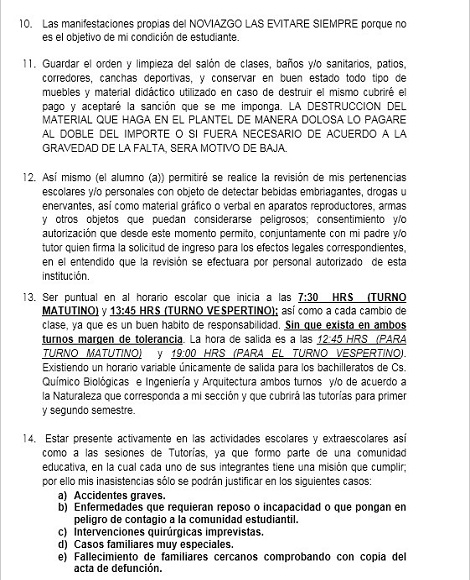 10. Las manifestaciones propias del NOVIAZGO LAS EVITARE SIEMPRE porque no
es el objetivo de mi condición de estudiante.
11. Guardar el orden y limpieza del salón de clases, baños y/o sanitarios, patios,
corredores, canchas deportivas, y conservar en buen estado todo tipo de
muebles y material didáctico utilizado en caso de destruir el mismo cubriré el
pago y aceptaré la sanción que se me imponga. LA DESTRUCCION DEL
MATERIAL QUE HAGA EN EL PLANTEL DE MANERA DOLOSA LO PAGARE
AL DOBLE DEL IMPORTE O SI FUERA NECESARIO DE ACUERDO A LA
GRAVEDAD DE LA FALTA, SERA MOTIVO DE BAJA.
12. Así mismo (el alumno (a)) permitiré se realice la revisión de mis pertenencias
escolares y/o personales con objeto de detectar bebidas embriagantes, drogas u
enervantes, así como material gráfico o verbal en aparatos reproductores, armas
y otros objetos que puedan considerarse peligrosos; consentimiento y/o
autorización que desde este momento permito, conjuntamente con mi padre y/o
tutor quien firma la solicitud de ingreso para los efectos legales correspondientes,
en el entendido que la revisión se efectuara por personal autorizado de esta
institución.
13. Ser puntual en al horario escolar que inicia a las 7:30 HRS (TURNO
MATUTINO) y 13:45 HRS (TURNO VESPERTINO); así como a cada cambio de
clase, ya que es un buen habito de responsabilidad. Sin que exista en ambos
turnos margen de tolerancia. La hora de salida es a las 12:45 HRS (PARA
TURNO MATUTINO) y 19:00 HRS (PARA EL TURNO VESPERTINO).
Existiendo un horario variable únicamente de salida para los bachilleratos de Cs.
Químico Biológicas e Ingeniería y Arquitectura ambos turnos y/o de acuerdo a
la Naturaleza que corresponda a mi sección y que cubrirá las tutorías para primer
y segundo semestre.
14. Estar presente activamente en las actividades escolares y extraescolares así
como a las sesiones de Tutorías, ya que formo parte de una comunidad
educativa, en la cual cada uno de sus integrantes tiene una misión que cumplir;
por ello mis inasistencias sólo se podrán justificar en los siguientes casos:
a) Accidentes graves.
b) Enfermedades que requieran reposo o incapacidad o que pongan en
peligro de contagio a la comunidad estudiantil.
c) Intervenciones quirúrgicas imprevistas.
d) Casos familiares muy especiales.
e) Fallecimiento de familiares cercanos comprobando con copia del
acta de defunción.